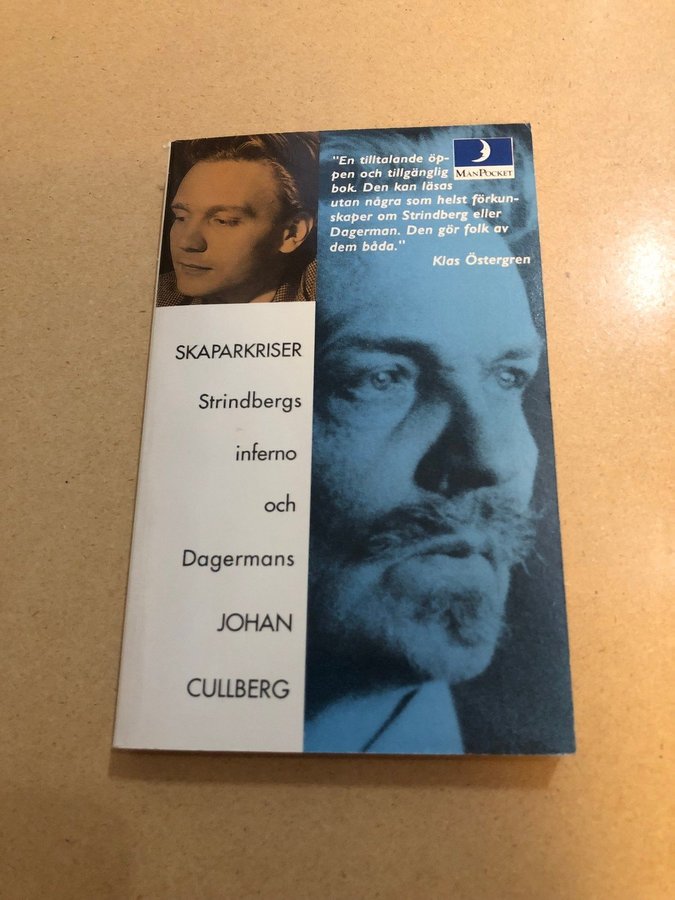 "En tilltalande öp-
pen och tillgänglig
bok. Den kan läsas
utan några som helst förkun-
skaper om Strindberg eller
Dagerman. Den gör folk av
dem båda."
Klas Östergren
MANPOCKET
SKAPARKRISER
Strindbergs
inferno
och
Dagermans
JOHAN
CULLBERG